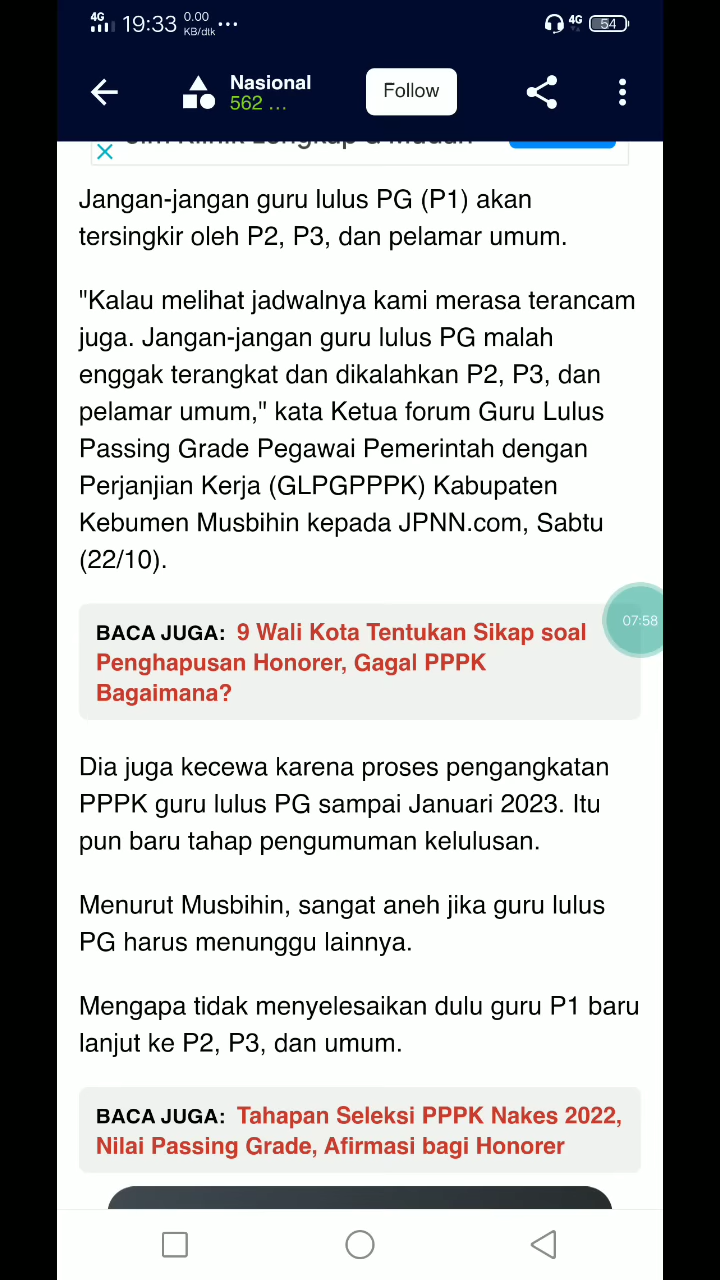 4G 19:33 0.00 KB/dtk ... 4G 54
Nasional
562 ...
Follow
Jangan-jangan guru lulus PG (P1) akan
tersingkir oleh P2, P3, dan pelamar umum.
"Kalau melihat jadwalnya kami merasa terancam
juga. Jangan-jangan guru lulus PG malah
enggak terangkat dan dikalahkan P2, P3, dan
pelamar umum," kata Ketua forum Guru Lulus
Passing Grade Pegawai Pemerintah dengan
Perjanjian Kerja (GLPGPPPK) Kabupaten
Kebumen Musbihin kepada JPNN.com, Sabtu
(22/10).
07:58
BACA JUGA: 9 Wali Kota Tentukan Sikap soal
Penghapusan Honorer, Gagal PPPK
Bagaimana?
Dia juga kecewa karena proses pengangkatan
PPPK guru lulus PG sampai Januari 2023. Itu
pun baru tahap pengumuman kelulusan.
Menurut Musbihin, sangat aneh jika guru lulus
PG harus menunggu lainnya.
Mengapa tidak menyelesaikan dulu guru P1 baru
lanjut ke P2, P3, dan umum.
BACA JUGA: Tahapan Seleksi PPPK Nakes 2022,
Nilai Passing Grade, Afirmasi bagi Honorer